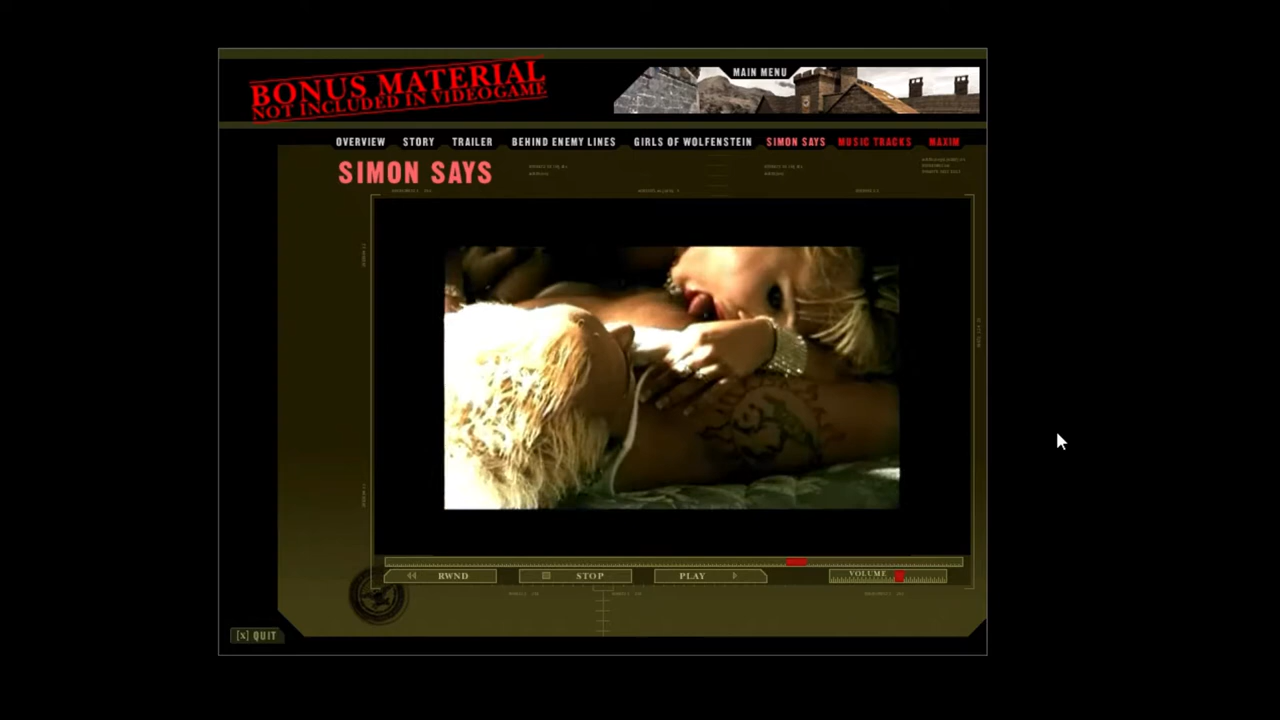 BONUS MATERIAL
NOT INCLUDED IN VIDEOGAME
MAIN MENU
OVERVIEW STORY TRAILER BEHIND ENEMY LINES GIRLS OF WOLFENSTEIN SIMON SAYS MUSIC TRACKS MAXIM
SIMON SAYS
RWND STOP PLAY VOLUME
[x] QUIT